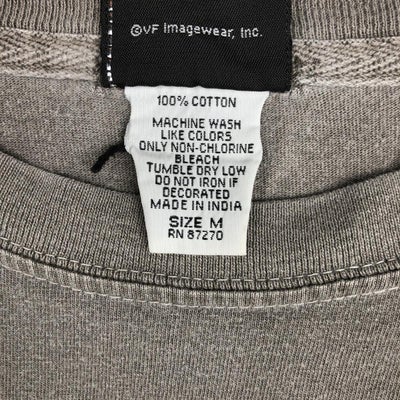 ©VF Imagewear, Inc.
100% COTTON
MACHINE WASH
LIKE COLORS
ONLY NON-CHLORINE
BLEACH
TUMBLE DRY LOW
DO NOT IRON IF
DECORATED
MADE IN INDIA
SIZE M
RN 87270